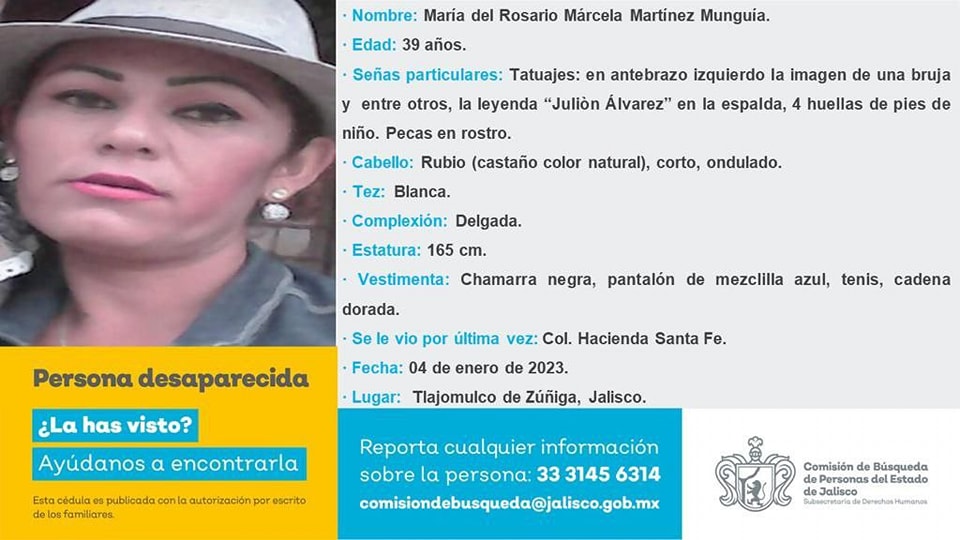 · Nombre: María del Rosario Márcela Martínez Munguía.
· Edad: 39 años.
· Señas particulares: Tatuajes: en antebrazo izquierdo la imagen de una bruja
y entre otros, la leyenda “Juliòn Álvarez” en la espalda, 4 huellas de pies de
niño. Pecas en rostro.
· Cabello: Rubio (castaño color natural), corto, ondulado.
· Tez: Blanca.
· Complexión: Delgada.
· Estatura: 165 cm.
· Vestimenta: Chamarra negra, pantalón de mezclilla azul, tenis, cadena
dorada.
· Se le vio por última vez: Col. Hacienda Santa Fe.
· Fecha: 04 de enero de 2023.
· Lugar: Tlajomulco de Zúñiga, Jalisco.
Persona desaparecida
¿La has visto?
Ayúdanos a encontrarla
Esta cédula es publicada con la autorización por escrito
de los familiares.
Reporta cualquier información
sobre la persona: 33 3145 6314
comisiondebusqueda@jalisco.gob.mx
Comisión de Búsqueda
de Personas del Estado
de Jalisco
Subsecretaría de Derechos Humanos